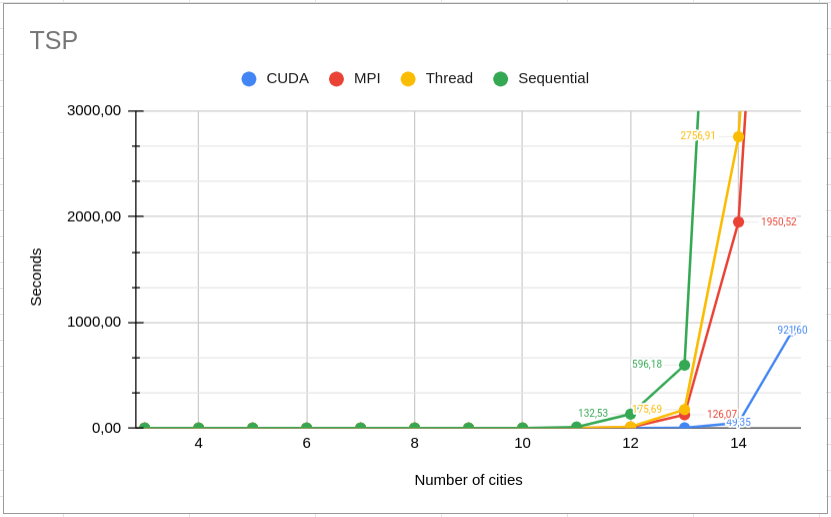 TSP
CUDA MPI Thread Sequential
3000,00
2756,91
1950,52
2000,00
Seconds
1000,00
921,60
596,18
132,53
175,69
126,07
49,35
0,00
4 6 8 10 12 14
Number of cities